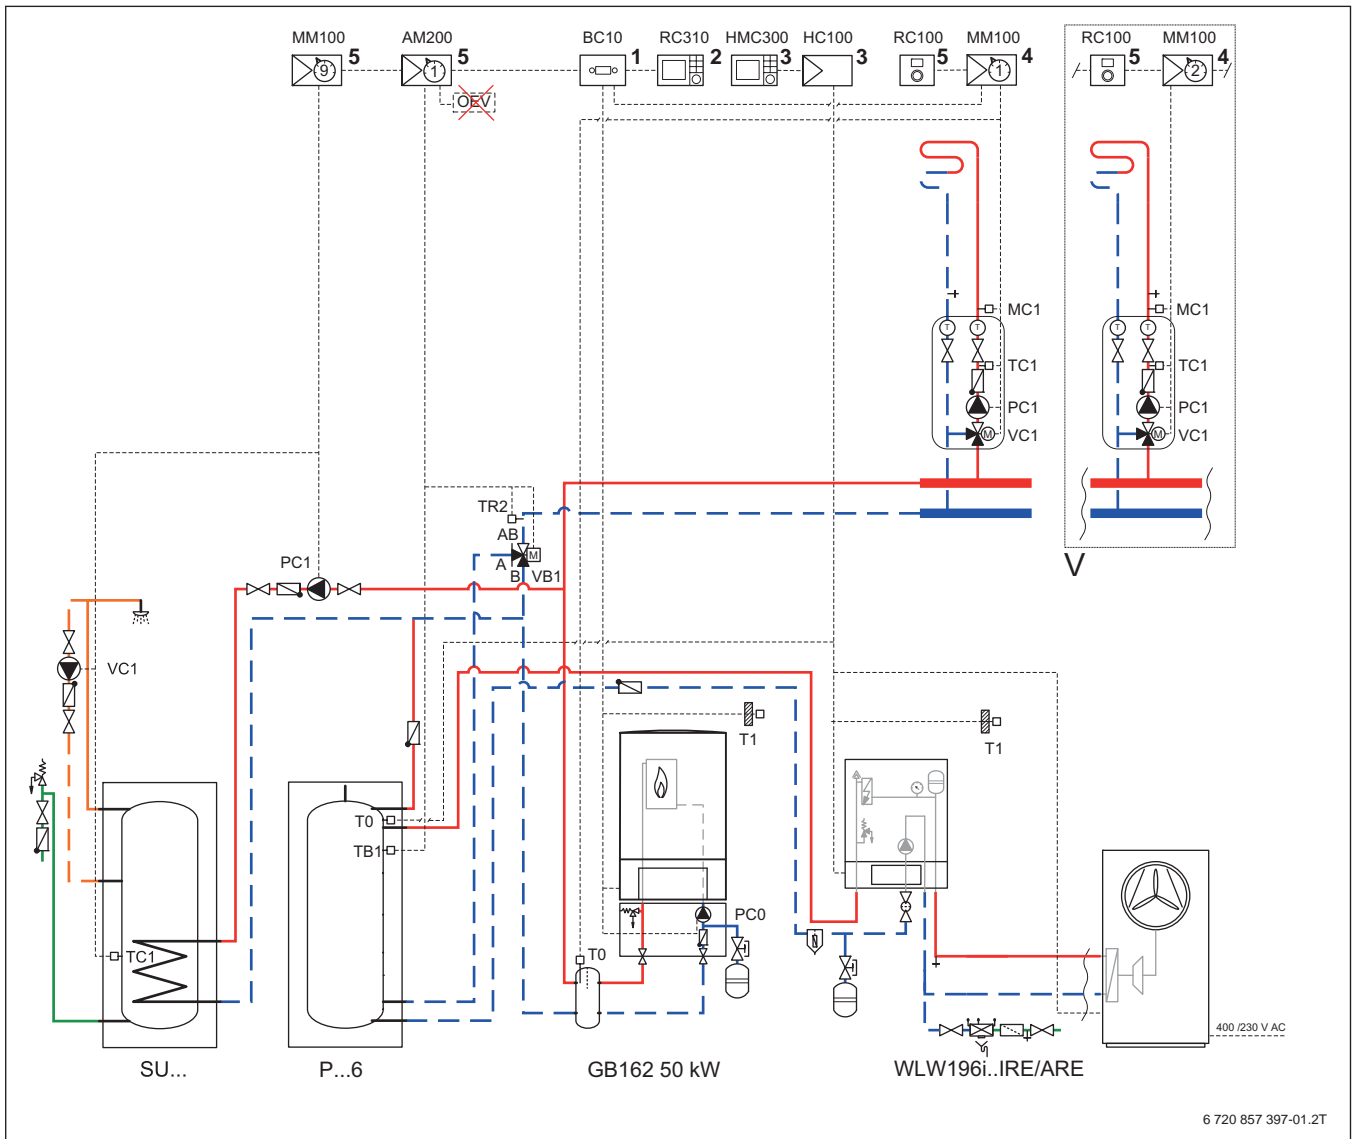 MM100 AM200 BC10 RC310 HMC300 HC100 RC100 MM100 RC100 MM100
9 5 1 5 1 2 3 3 5 1 4 5 2 4
OEV
MC1 MC1
T T T T
TC1 TC1
PC1 PC1
M VC1 M VC1
TR2
AB
A M
B VB1
PC1
V
VC1
T1 T1
T0
TB1
PC0
TC1 T0
400 /230 V AC
SU... P...6 GB162 50 kW WLW196i..IRE/ARE
6 720 857 397-01.2T